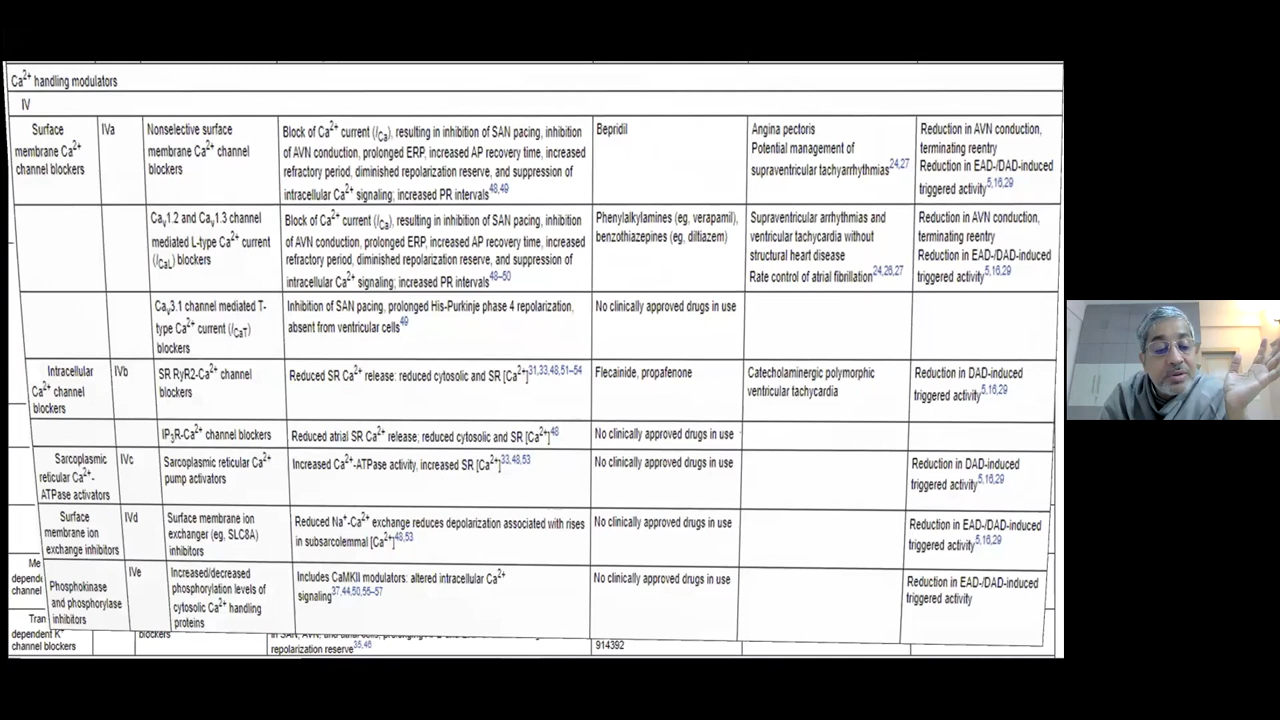 Ca2+ handling modulators
IV
Surface
membrane Ca2+
channel blockers
IVa
Nonselective surface
membrane Ca2+ channel
blockers
Block of Ca2+ current (ICa), resulting in inhibition of SAN pacing, inhibition
of AVN conduction, prolonged ERP, increased AP recovery time, increased
refractory period, diminished repolarization reserve, and suppression of
intracellular Ca2+ signaling; increased PR intervals48,49
Bepridil
Angina pectoris
Potential management of
supraventricular tachyarrhythmias24,27
Reduction in AVN conduction,
terminating reentry
Reduction in EAD-/DAD-induced
triggered activity5,16,29
Cav1.2 and Cav1.3 channel
mediated L-type Ca2+ current
(ICaL) blockers
Block of Ca2+ current (ICa), resulting in inhibition of SAN pacing, inhibition
of AVN conduction, prolonged ERP, increased AP recovery time, increased
refractory period, diminished repolarization reserve, and suppression of
intracellular Ca2+ signaling; increased PR intervals48–50
Phenylalkylamines (eg, verapamil),
benzothiazepines (eg, diltiazem)
Supraventricular arrhythmias and
ventricular tachycardia without
structural heart disease
Rate control of atrial fibrillation24,26,27
Reduction in AVN conduction,
terminating reentry
Reduction in EAD-/DAD-induced
triggered activity5,16,29
Cav3.1 channel mediated T-
type Ca2+ current (ICaT)
blockers
Inhibition of SAN pacing, prolonged His-Purkinje phase 4 repolarization,
absent from ventricular cells49
No clinically approved drugs in use
Intracellular
Ca2+ channel
blockers
IVb
SR RyR2-Ca2+ channel
blockers
Reduced SR Ca2+ release: reduced cytosolic and SR [Ca2+]31,33,48,51–54
Flecainide, propafenone
Catecholaminergic polymorphic
ventricular tachycardia
Reduction in DAD-induced
triggered activity5,16,29
IP3R-Ca2+ channel blockers
Reduced atrial SR Ca2+ release; reduced cytosolic and SR [Ca2+]48
No clinically approved drugs in use
Sarcoplasmic
reticular Ca2+-
ATPase activators
IVc
Sarcoplasmic reticular Ca2+
pump activators
Increased Ca2+-ATPase activity, increased SR [Ca2+]33,48,53
No clinically approved drugs in use
Reduction in DAD-induced
triggered activity5,16,29
Surface
membrane ion
exchange inhibitors
IVd
Surface membrane ion
exchanger (eg, SLC8A)
inhibitors
Reduced Na+-Ca2+ exchange reduces depolarization associated with rises
in subsarcolemmal [Ca2+]48,53
No clinically approved drugs in use
Reduction in EAD-/DAD-induced
triggered activity5,16,29
Phosphokinase
and phosphorylase
inhibitors
IVe
Increased/decreased
phosphorylation levels of
cytosolic Ca2+ handling
proteins
Includes CaMKII modulators: altered intracellular Ca2+
signaling37,44,50,55–57
No clinically approved drugs in use
Reduction in EAD-/DAD-induced
triggered activity
Me
depend
channel
Tran
dependent K+
channel blockers
blockers
repolarization reserve35,46
914392